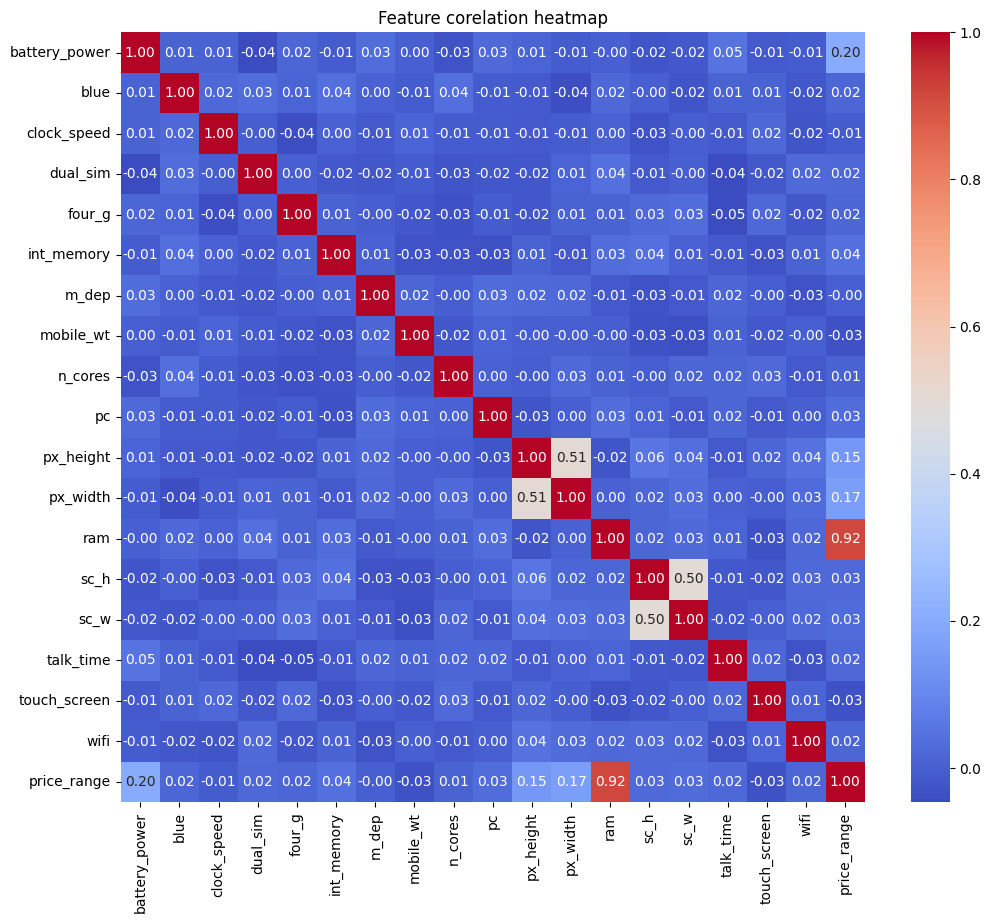 Feature corelation heatmap
battery_power 1.00 0.01 0.01 -0.04 0.02 -0.01 0.03 0.00 -0.03 0.03 0.01 -0.01 -0.00 -0.02 -0.02 0.05 -0.01 -0.01 0.20
blue 0.01 1.00 0.02 0.03 0.01 0.04 0.00 -0.01 0.04 -0.01 -0.01 -0.04 0.02 -0.00 -0.02 0.01 0.01 -0.02 0.02
clock_speed 0.01 0.02 1.00 -0.00 -0.04 0.00 -0.01 0.01 -0.01 -0.01 -0.01 -0.01 0.00 -0.03 -0.00 -0.01 0.02 -0.02 -0.01
dual_sim -0.04 0.03 -0.00 1.00 0.00 -0.02 -0.02 -0.01 -0.03 -0.02 -0.02 0.01 0.04 -0.01 -0.00 -0.04 -0.02 0.02 0.02
four_g 0.02 0.01 -0.04 0.00 1.00 0.01 -0.00 -0.02 -0.03 -0.01 -0.02 0.01 0.01 0.03 0.03 -0.05 0.02 -0.02 0.02
int_memory -0.01 0.04 0.00 -0.02 0.01 1.00 0.01 -0.03 -0.03 -0.03 0.01 -0.01 0.03 0.04 0.01 -0.01 -0.03 0.01 0.04
m_dep 0.03 0.00 -0.01 -0.02 -0.00 0.01 1.00 0.02 -0.00 0.03 0.02 0.02 -0.01 -0.03 -0.01 0.02 -0.00 -0.03 -0.00
mobile_wt 0.00 -0.01 0.01 -0.01 -0.02 -0.03 0.02 1.00 -0.02 0.01 -0.00 -0.00 -0.00 -0.03 -0.03 0.01 -0.02 -0.00 -0.03
n_cores -0.03 0.04 -0.01 -0.03 -0.03 -0.03 -0.00 -0.02 1.00 0.00 -0.00 0.03 0.01 -0.00 0.02 0.02 0.03 -0.01 0.01
pc 0.03 -0.01 -0.01 -0.02 -0.01 -0.03 0.03 0.01 0.00 1.00 -0.03 0.00 0.03 0.01 -0.01 0.02 -0.01 0.00 0.03
px_height 0.01 -0.01 -0.01 -0.02 -0.02 0.01 0.02 -0.00 -0.00 -0.03 1.00 0.51 -0.02 0.06 0.04 -0.01 0.02 0.04 0.15
px_width -0.01 -0.04 -0.01 0.01 0.01 -0.01 0.02 -0.00 0.03 0.00 0.51 1.00 0.00 0.02 0.03 0.00 -0.00 0.03 0.17
ram -0.00 0.02 0.00 0.04 0.01 0.03 -0.01 -0.00 0.01 0.03 -0.02 0.00 1.00 0.02 0.03 0.01 -0.03 0.02 0.92
sc_h -0.02 -0.00 -0.03 -0.01 0.03 0.04 -0.03 -0.03 -0.00 0.01 0.06 0.02 0.02 1.00 0.50 -0.01 -0.02 0.03 0.03
sc_w -0.02 -0.02 -0.00 -0.00 0.03 0.01 -0.01 -0.03 0.02 -0.01 0.04 0.03 0.03 0.50 1.00 -0.02 -0.00 0.02 0.03
talk_time 0.05 0.01 -0.01 -0.04 -0.05 -0.01 0.02 0.01 0.02 0.02 -0.01 0.00 0.01 -0.01 -0.02 1.00 0.02 -0.03 0.02
touch_screen -0.01 0.01 0.02 -0.02 0.02 -0.03 -0.00 -0.02 0.03 -0.01 0.02 -0.00 -0.03 -0.02 -0.00 0.02 1.00 0.01 -0.03
wifi -0.01 -0.02 -0.02 0.02 -0.02 0.01 -0.03 -0.00 -0.01 0.00 0.04 0.03 0.02 0.03 0.02 -0.03 0.01 1.00 0.02
price_range 0.20 0.02 -0.01 0.02 0.02 0.04 -0.00 -0.03 0.01 0.03 0.15 0.17 0.92 0.03 0.03 0.02 -0.03 0.02 1.00
battery_power blue clock_speed dual_sim four_g int_memory m_dep mobile_wt n_cores pc px_height px_width ram sc_h sc_w talk_time touch_screen wifi price_range
1.0
0.8
0.6
0.4
0.2
0.0